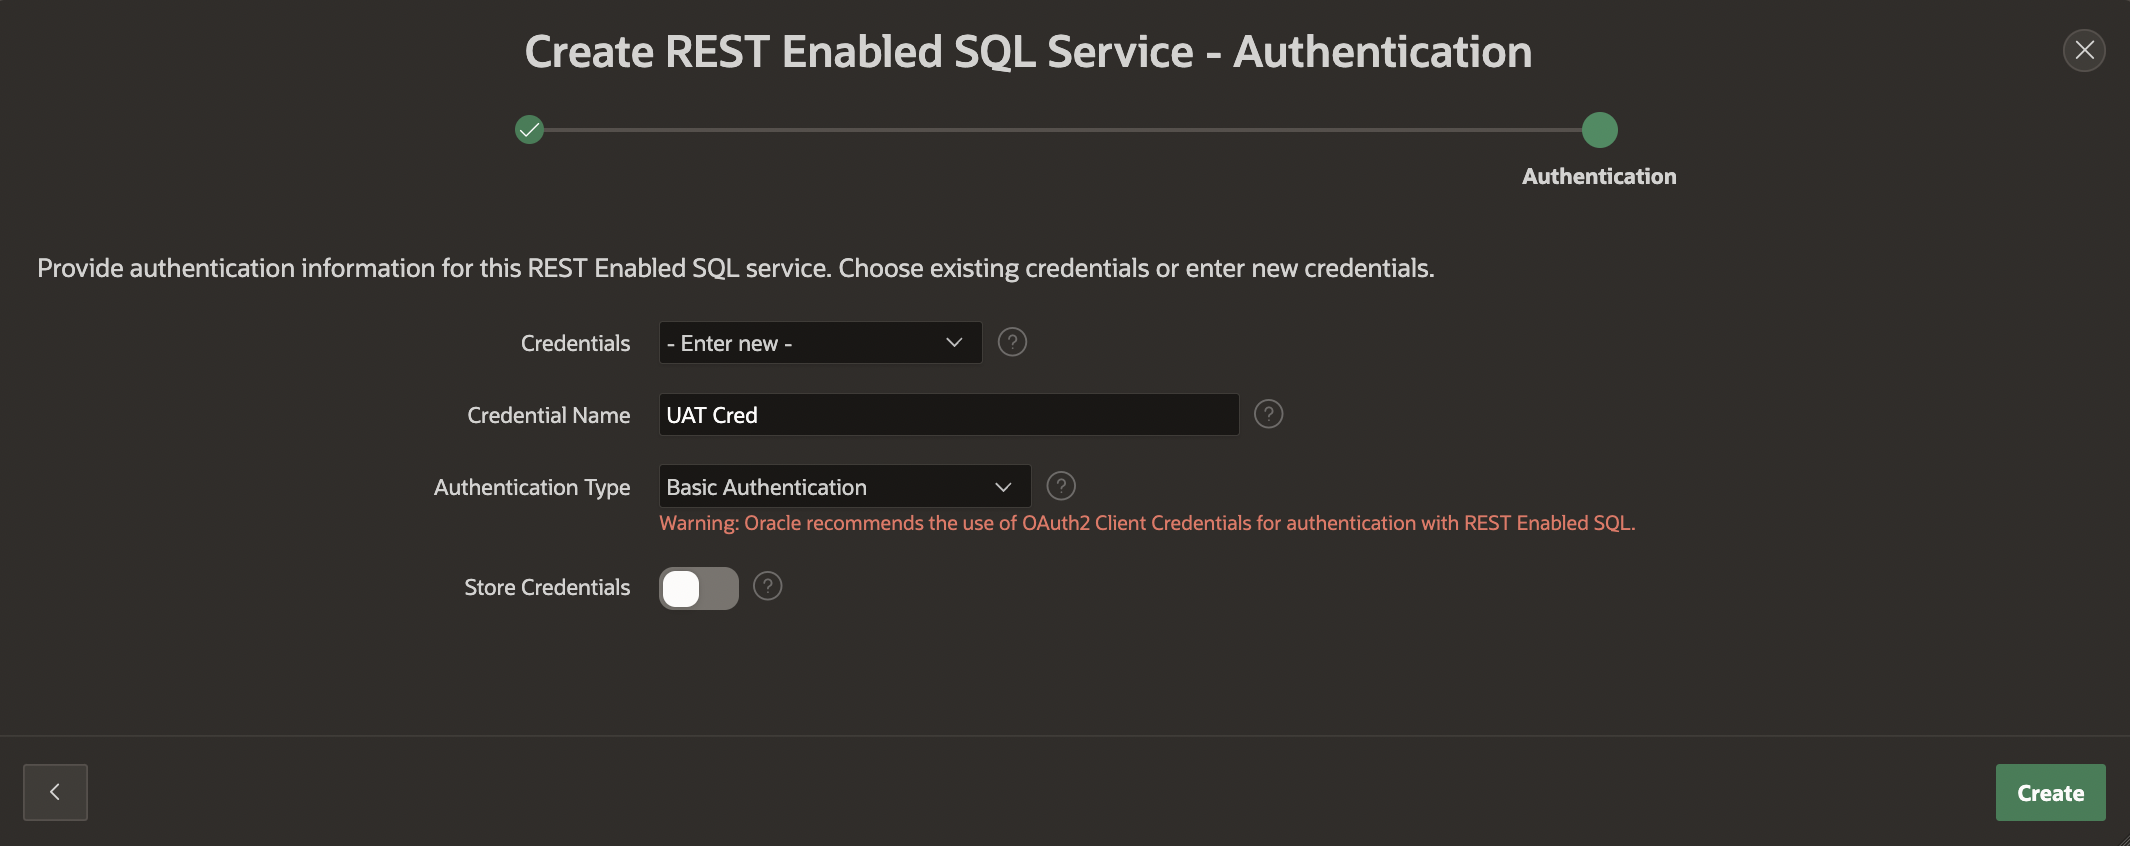 Create REST Enabled SQL Service - Authentication
Authentication
Provide authentication information for this REST Enabled SQL service. Choose existing credentials or enter new credentials.
Credentials - Enter new - ?
Credential Name UAT Cred ?
Authentication Type Basic Authentication ?
Warning: Oracle recommends the use of OAuth2 Client Credentials for authentication with REST Enabled SQL.
Store Credentials ?
Create